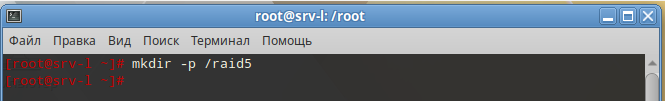 root@srv-l: /root
Файл Правка Вид Поиск Терминал Помощь
[root@srv-l ~]# mkdir -p /raid5
[root@srv-l ~]#